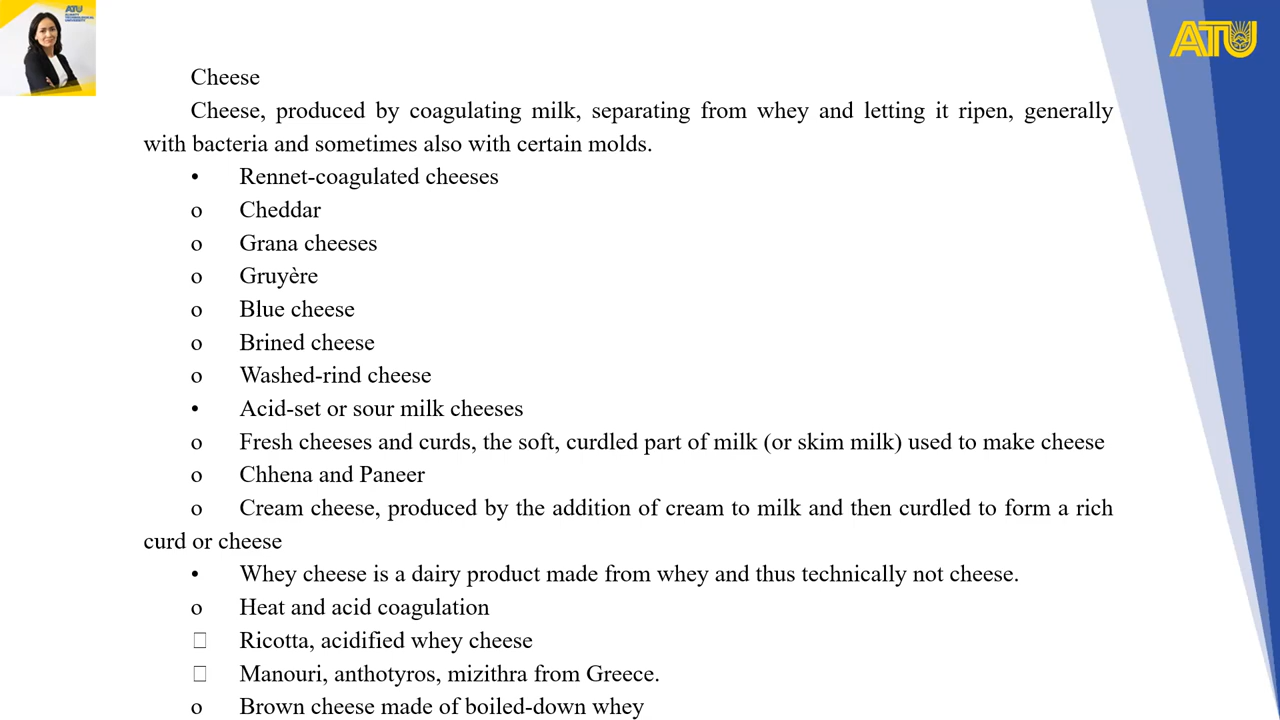 ATU
ALMATY
TECHNOLOGICAL
UNIVERSITY
ATU
Cheese
Cheese, produced by coagulating milk, separating from whey and letting it ripen, generally
with bacteria and sometimes also with certain molds.
• Rennet-coagulated cheeses
o Cheddar
o Grana cheeses
o Gruyère
o Blue cheese
o Brined cheese
o Washed-rind cheese
• Acid-set or sour milk cheeses
o Fresh cheeses and curds, the soft, curdled part of milk (or skim milk) used to make cheese
o Chhena and Paneer
o Cream cheese, produced by the addition of cream to milk and then curdled to form a rich
curd or cheese
• Whey cheese is a dairy product made from whey and thus technically not cheese.
o Heat and acid coagulation
□ Ricotta, acidified whey cheese
□ Manouri, anthotyros, mizithra from Greece.
o Brown cheese made of boiled-down whey